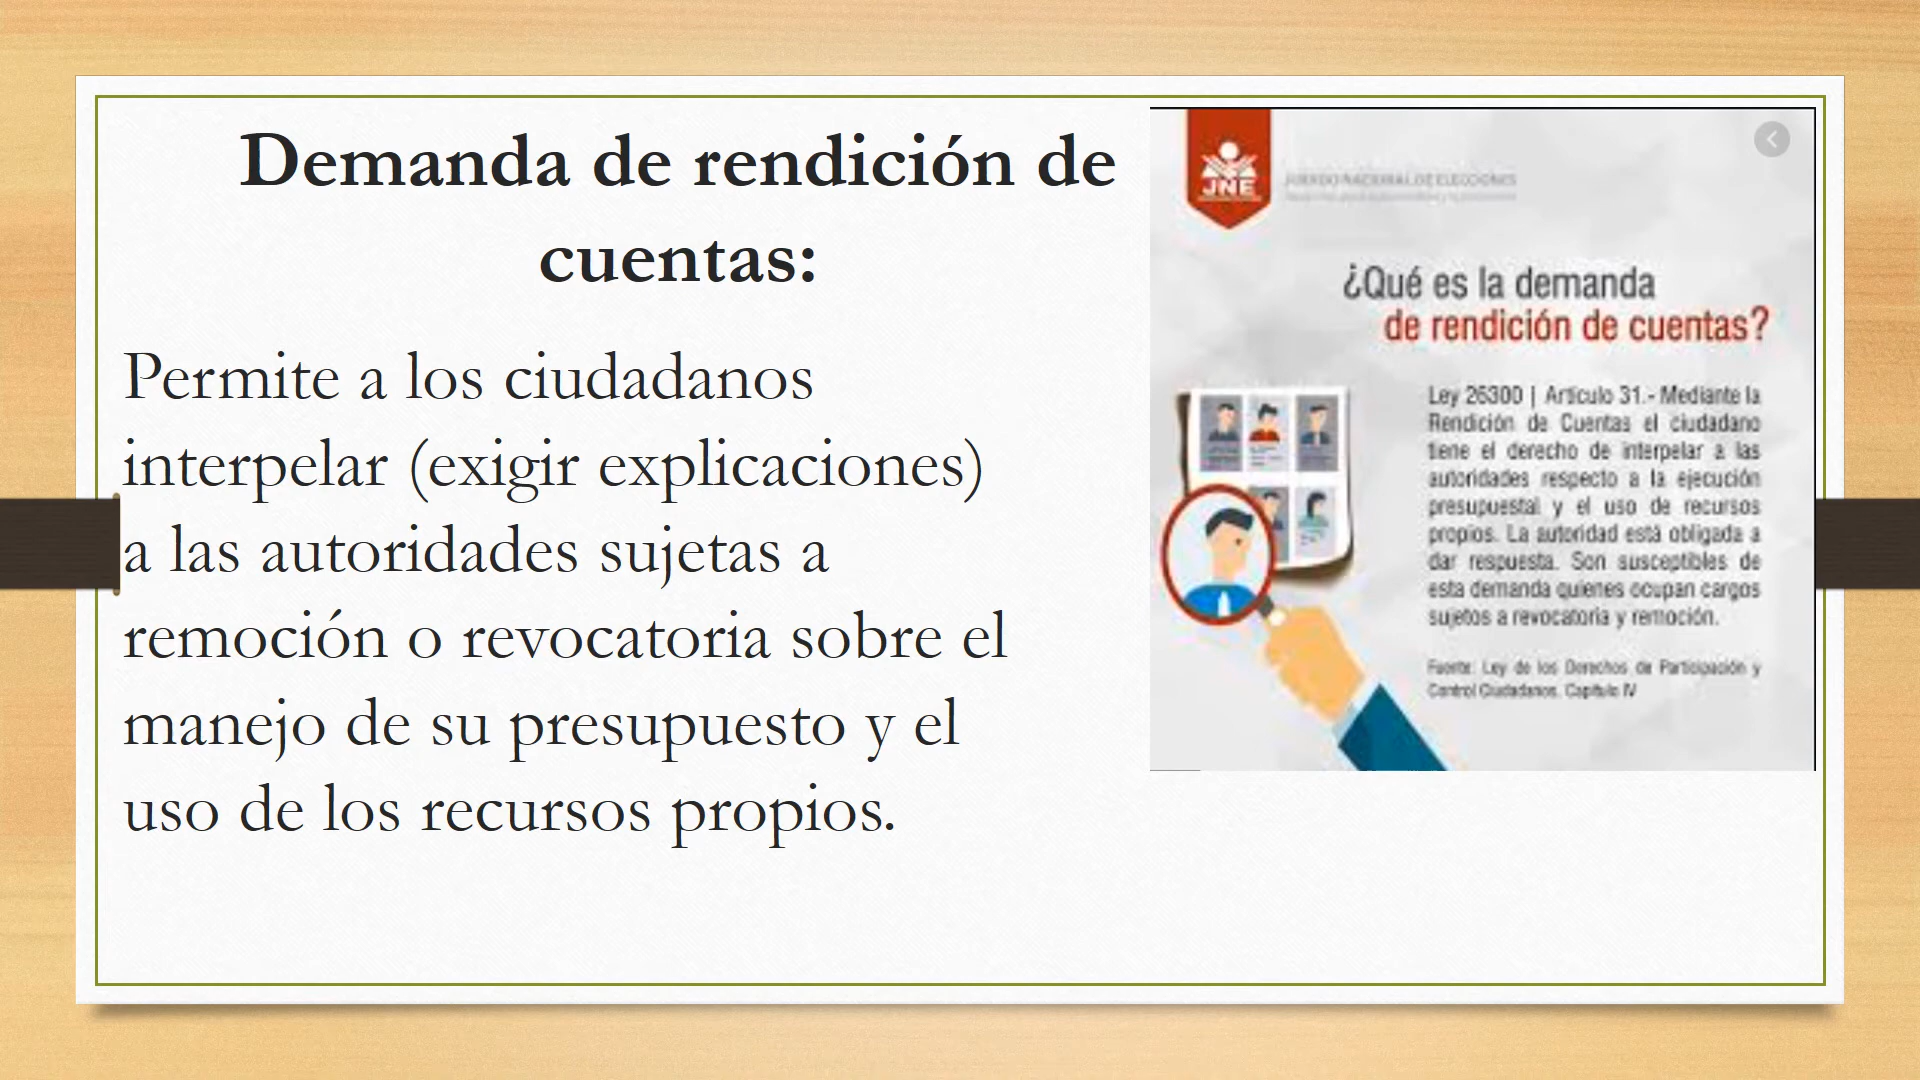 Demanda de rendición de
cuentas:
Permite a los ciudadanos
interpelar (exigir explicaciones)
a las autoridades sujetas a
remoción o revocatoria sobre el
manejo de su presupuesto y el
uso de los recursos propios.
JNE
JURADO NACIONAL DE ELECCIONES
¿Qué es la demanda
de rendición de cuentas?
Ley 26300 | Artículo 31.- Mediante la
Rendición de Cuentas el ciudadano
tiene el derecho de interpelar a las
autoridades respecto a la ejecución
presupuestal y el uso de recursos
propios. La autoridad está obligada a
dar respuesta. Son susceptibles de
esta demanda quienes ocupan cargos
sujetos a revocatoria y remoción.
Fuente: Ley de los Derechos de Participación y
Control Ciudadanos. Capítulo IV